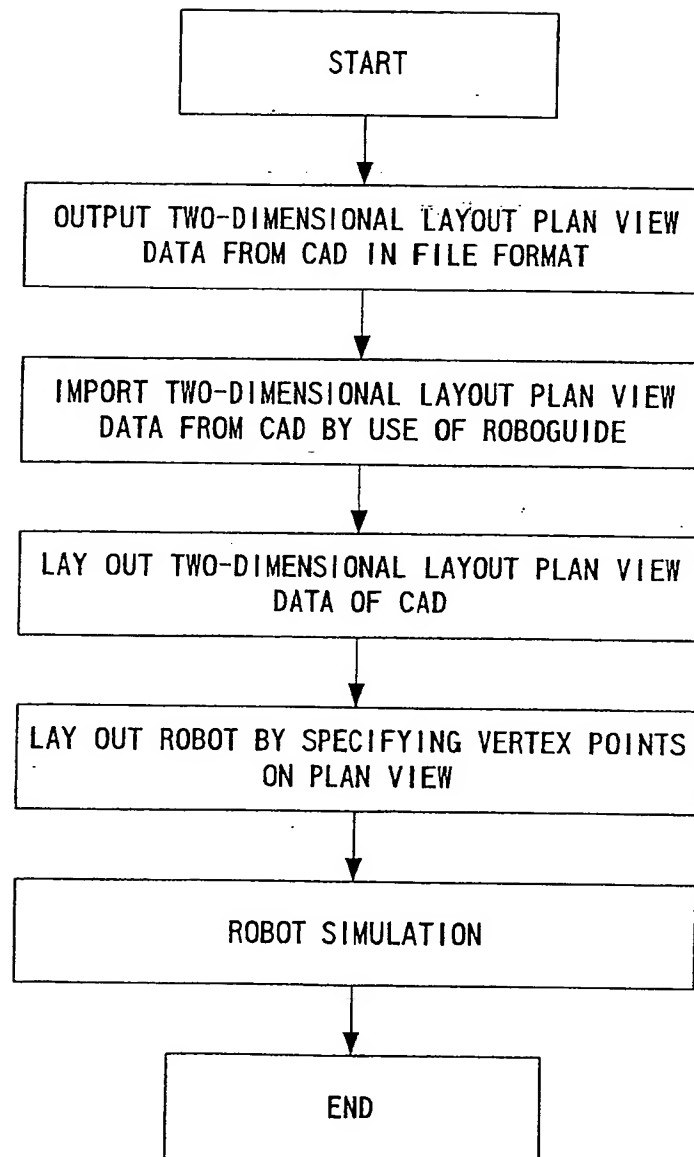 START
OUTPUT TWO-DIMENSIONAL LAYOUT PLAN VIEW
DATA FROM CAD IN FILE FORMAT
IMPORT TWO-DIMENSIONAL LAYOUT PLAN VIEW
DATA FROM CAD BY USE OF ROBOGUIDE
LAY OUT TWO-DIMENSIONAL LAYOUT PLAN VIEW
DATA OF CAD
LAY OUT ROBOT BY SPECIFYING VERTEX POINTS
ON PLAN VIEW
ROBOT SIMULATION
END